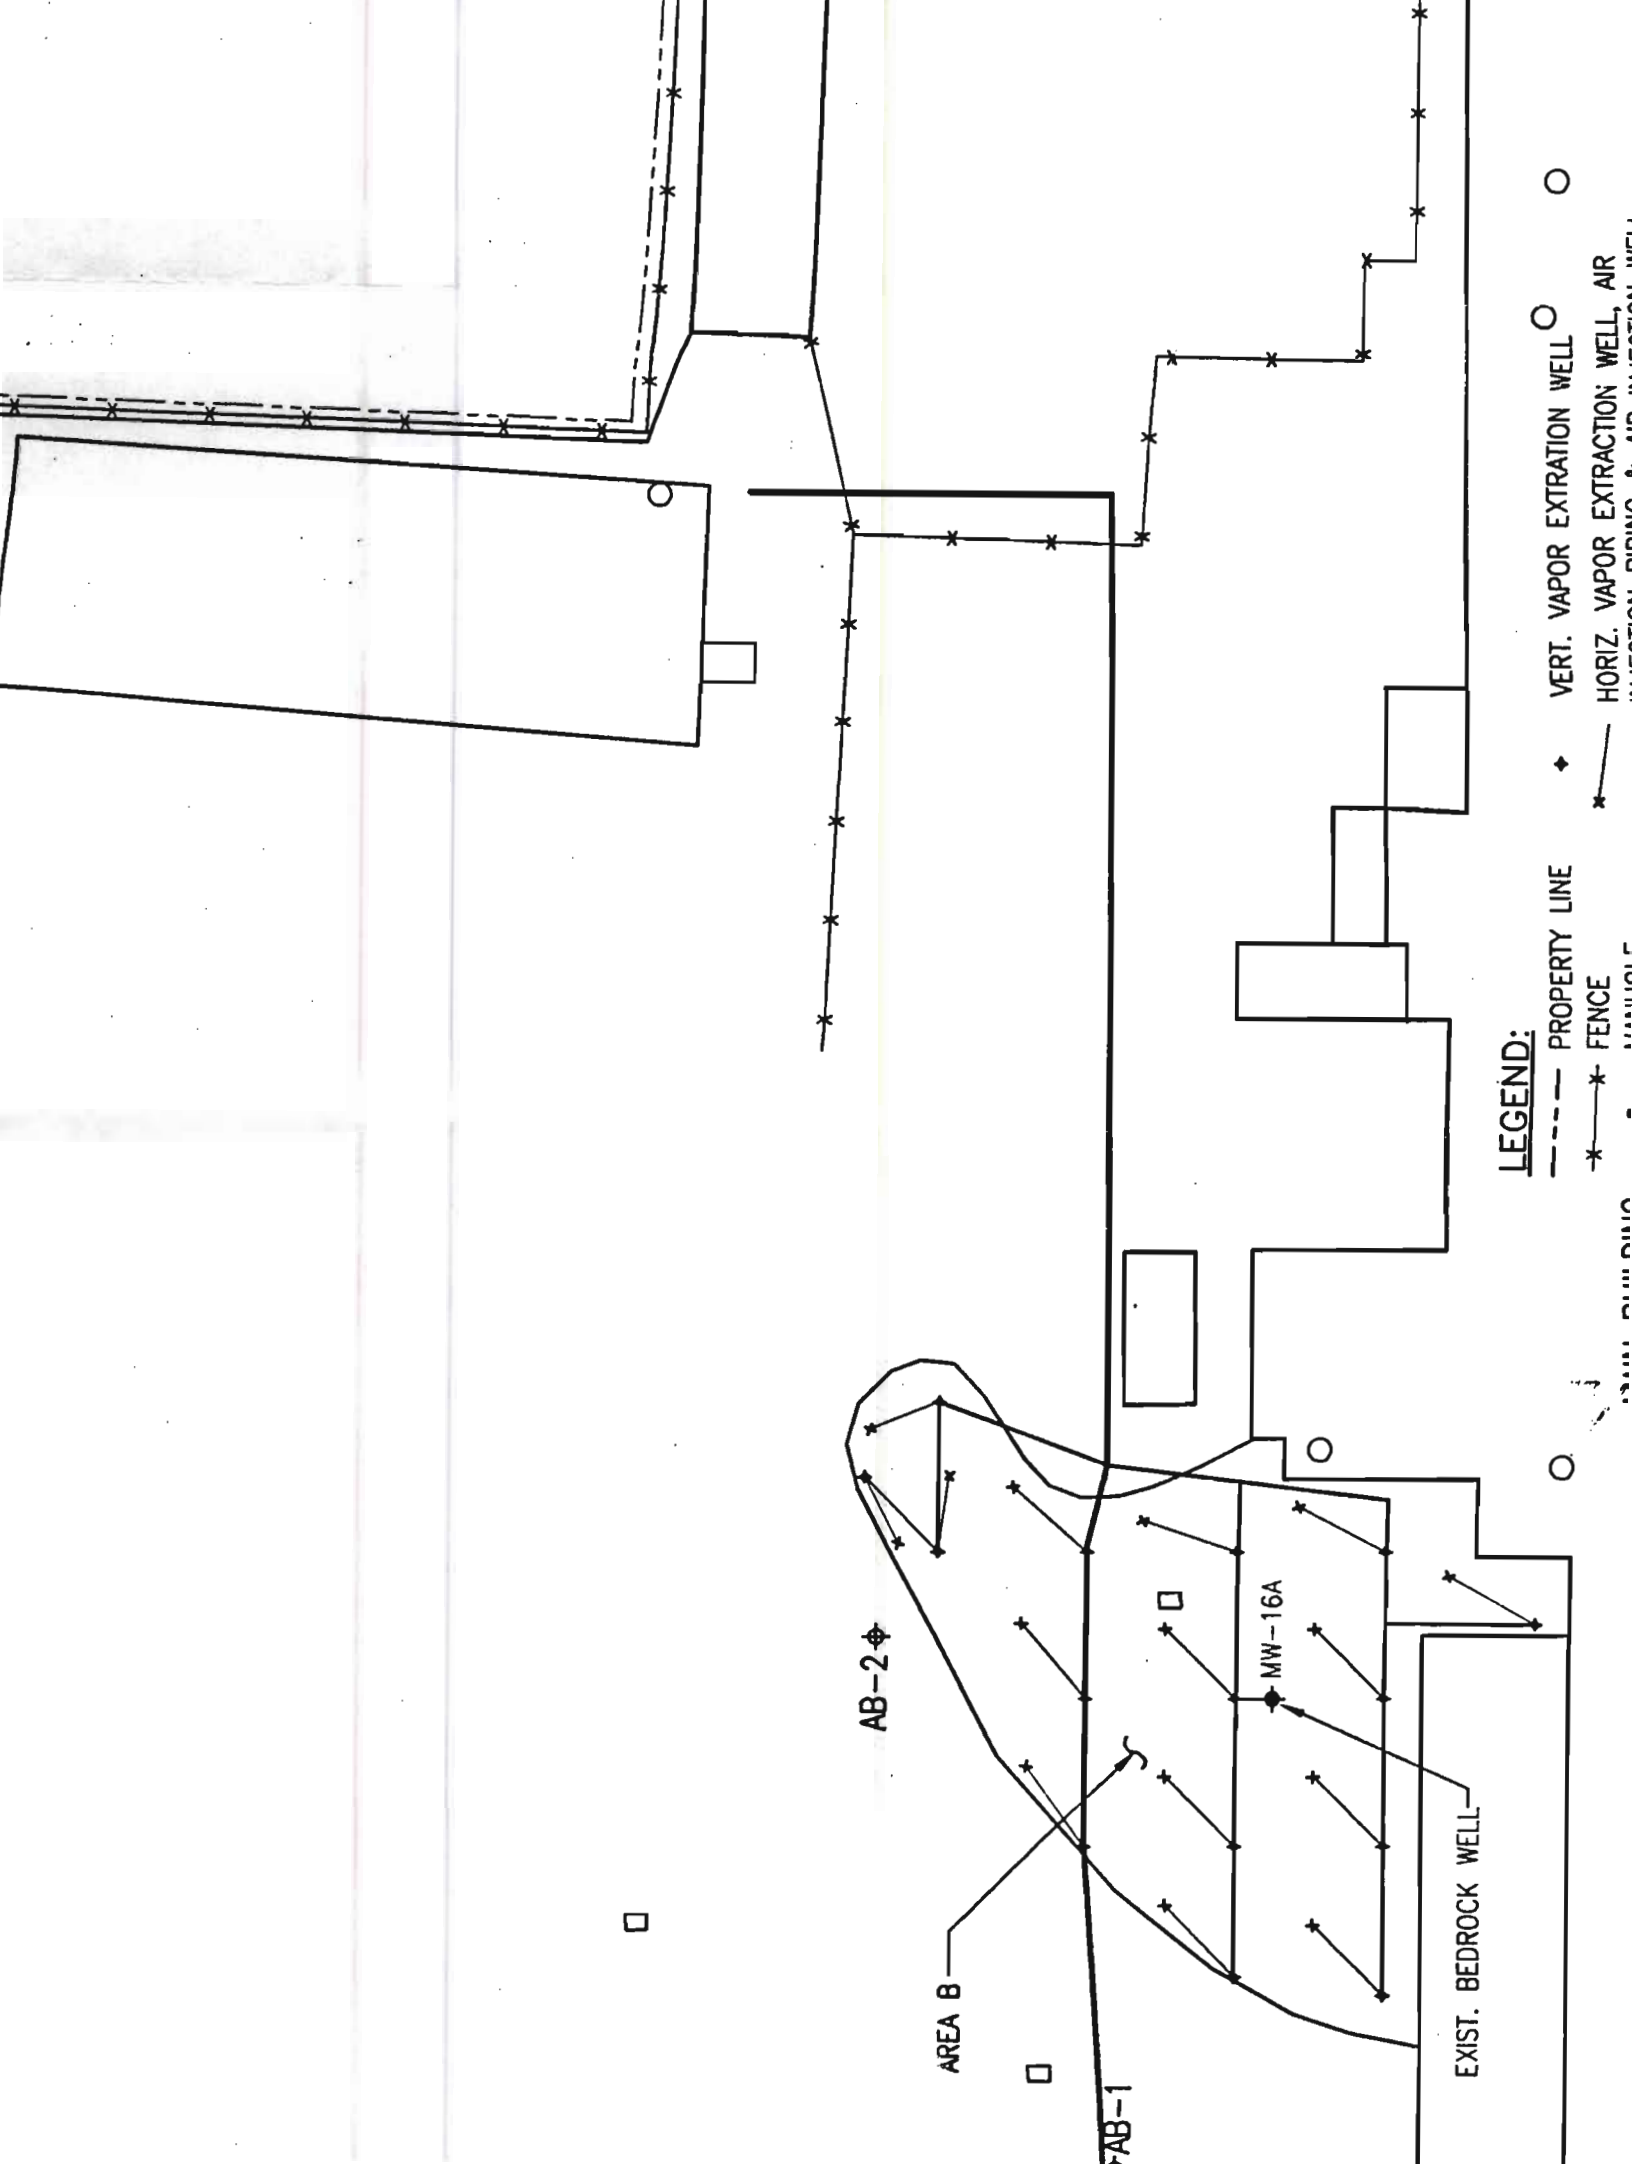 AB-2
AREA B
AB-1
MW-16A
EXIST. BEDROCK WELL
LEGEND:
PROPERTY LINE
FENCE
VERT. VAPOR EXTRATION WELL
HORIZ. VAPOR EXTRACTION WELL, AIR